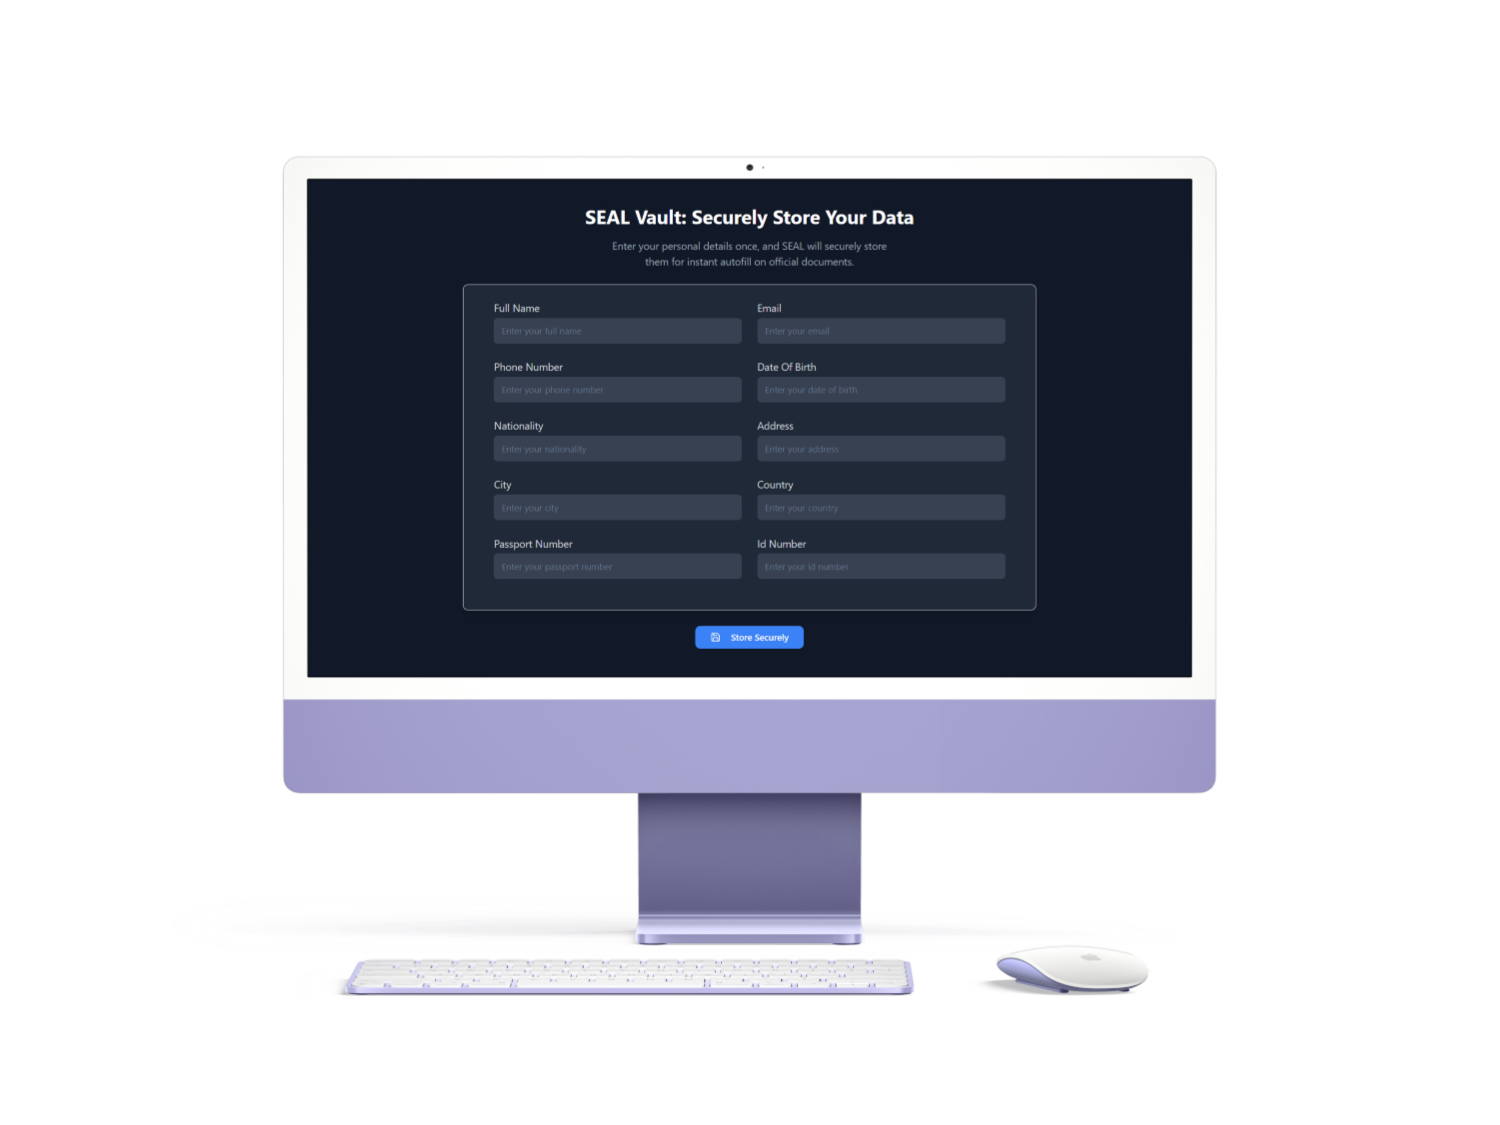 SEAL Vault: Securely Store Your Data
Enter your personal details once, and SEAL will securely store
them for instant autofill on official documents.
Full Name
Email
Enter your full name
Enter your email
Phone Number
Date Of Birth
Enter your phone number
Enter your date of birth
Nationality
Address
Enter your nationality
Enter your address
City
Country
Enter your city
Enter your country
Passport Number
Id Number
Enter your passport number
Enter your id number
Store Securely